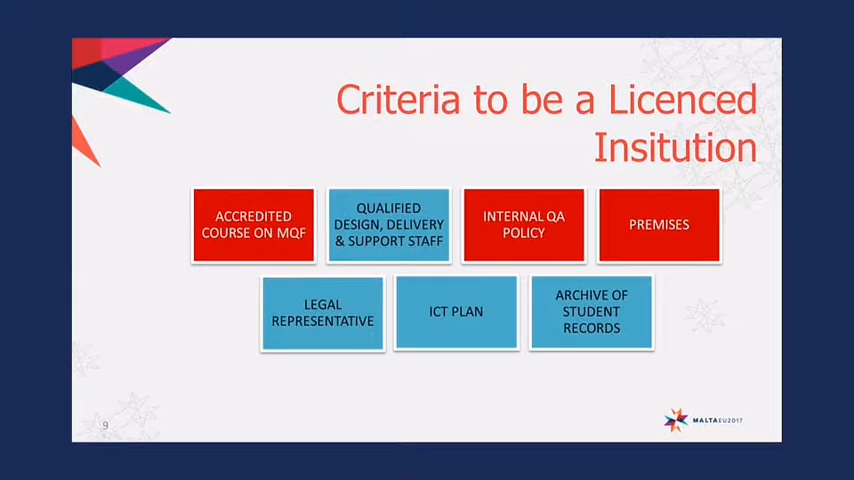 Criteria to be a Licenced
Insitution
ACCREDITED
COURSE ON MQF
QUALIFIED
DESIGN, DELIVERY
& SUPPORT STAFF
INTERNAL QA
POLICY
PREMISES
LEGAL
REPRESENTATIVE
ICT PLAN
ARCHIVE OF
STUDENT
RECORDS
9
MALTAEU2017